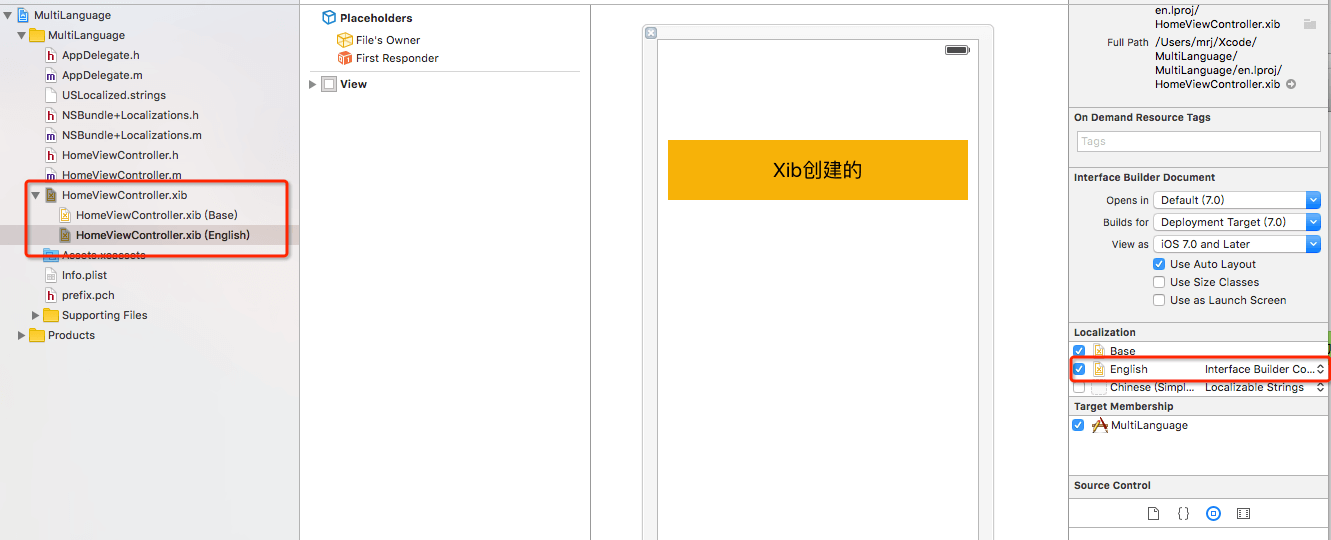 MultiLanguage
MultiLanguage
AppDelegate.h
AppDelegate.m
USLocalized.strings
NSBundle+Localizations.h
NSBundle+Localizations.m
HomeViewController.h
HomeViewController.m
HomeViewController.xib
HomeViewController.xib (Base)
HomeViewController.xib (English)
Assets.xcassets
Info.plist
prefix.pch
Supporting Files
Products
Placeholders
File's Owner
First Responder
View
Xib创建的
en.lproj/
HomeViewController.xib
Full Path /Users/mrj/Xcode/
MultiLanguage/
MultiLanguage/en.lproj/
HomeViewController.xib
On Demand Resource Tags
Tags
Interface Builder Document
Opens in Default (7.0)
Builds for Deployment Target (7.0)
View as iOS 7.0 and Later
Use Auto Layout
Use Size Classes
Use as Launch Screen
Localization
Base
English Interface Builder Co...
Chinese (Simpl... Localizable Strings
Target Membership
MultiLanguage
Source Control